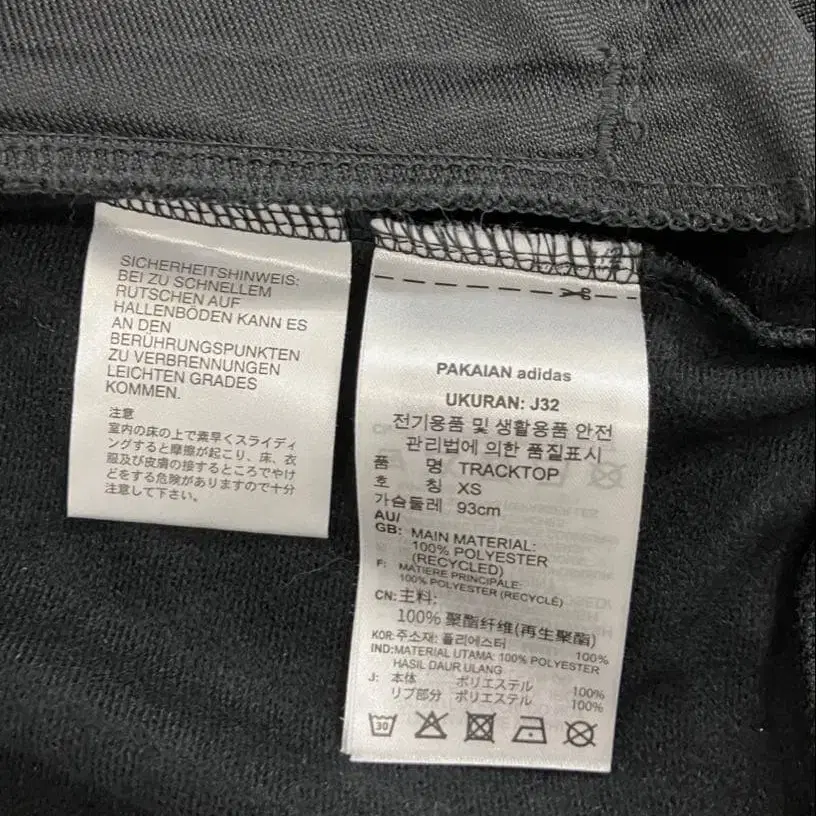 SICHERHEITSHINWEIS:
BEI ZU SCHNELLEM
RUTSCHEN AUF
HALLENBÖDEN KANN ES
AN DEN
BERÜHRUNGSPUNKTEN
ZU VERBRENNUNGEN
LEICHTEN GRADES
KOMMEN.
注意
室内の床の上で素早くスライディ
ングすると摩擦が起こり、床、衣
服及び皮膚の接するところでやけ
どをする危険がありますので十分
注意して下さい。
PAKAIAN adidas
UKURAN: J32
전기용품 및 생활용품 안전
관리법에 의한 품질표시
품 명 TRACKTOP
호 칭 XS
가슴둘레 93cm
AU/
GB: MAIN MATERIAL:
100% POLYESTER
(RECYCLED)
F: MATIERE PRINCIPALE:
100% POLYESTER (RECYCLÉ)
CN: 主料:
100% 聚酯纤维(再生聚酯)
KOR: 주소재: 폴리에스터 100%
IND: MATERIAL UTAMA: 100% POLYESTER
HASIL DAUR ULANG
J: 本体 ポリエステル 100%
リブ部分 ポリエステル 100%
30